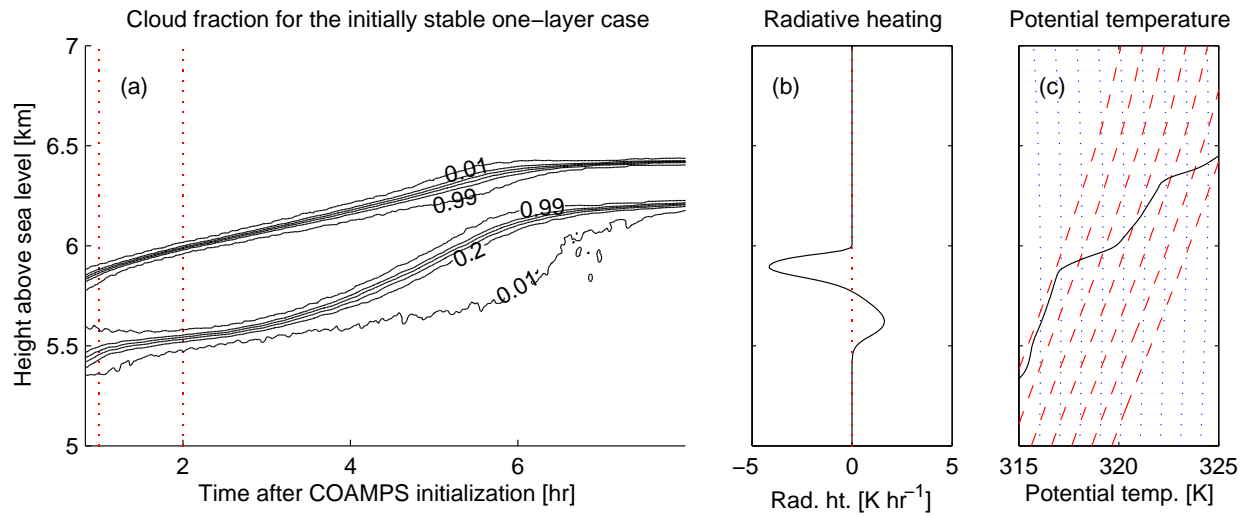 Cloud fraction for the initially stable one−layer case
Radiative heating
Potential temperature
7
6.5
6
5.5
5
Height above sea level [km]
(a)
0.01
0.99
0.99
0.2
0.01
2
4
6
Time after COAMPS initialization [hr]
(b)
−5
0
5
Rad. ht. [K hr⁻¹]
(c)
315
320
325
Potential temp. [K]